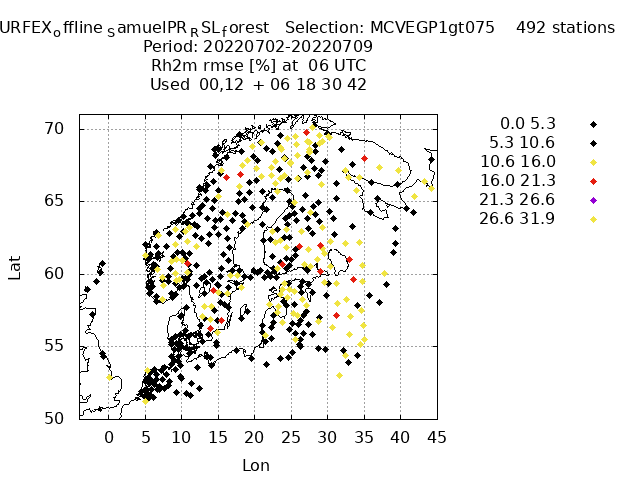 URFEXoffline SamuelPRRSLforest Selection: MCVEGP1gt075 492 stations
Period: 20220702-20220709
Rh2m rmse [%] at 06 UTC
Used 00,12 + 06 18 30 42
0.0 5.3
5.3 10.6
10.6 16.0
16.0 21.3
21.3 26.6
26.6 31.9
70
65
60
55
50
Lat
0 5 10 15 20 25 30 35 40 45
Lon